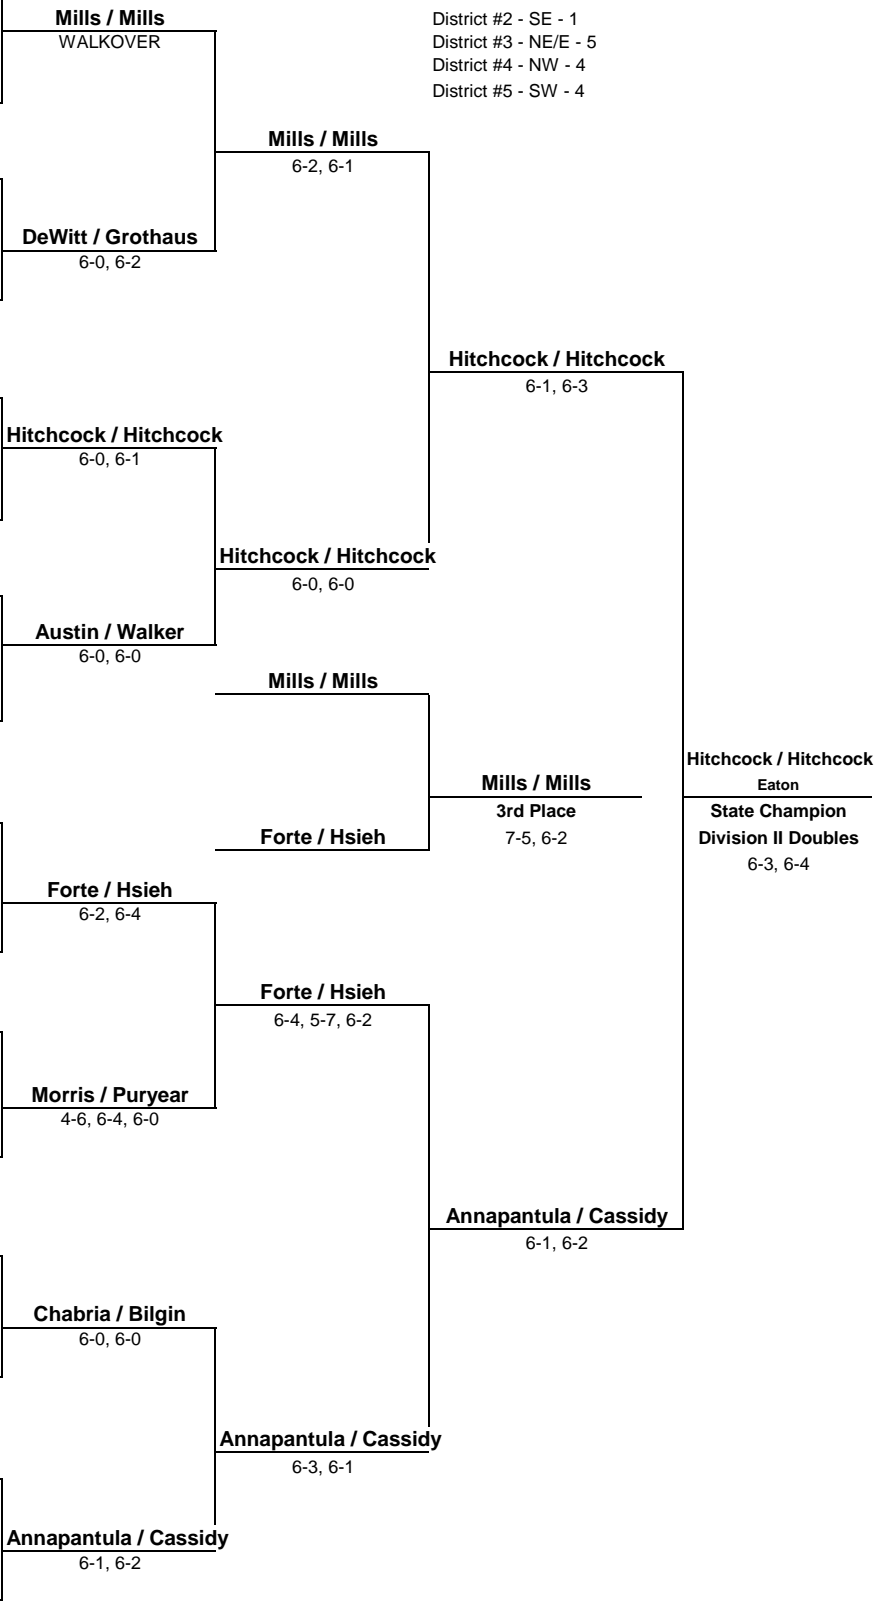 Mills / Mills
WALKOVER
District #2 - SE - 1
District #3 - NE/E - 5
District #4 - NW - 4
District #5 - SW - 4
Mills / Mills
6-2, 6-1
DeWitt / Grothaus
6-0, 6-2
Hitchcock / Hitchcock
6-1, 6-3
Hitchcock / Hitchcock
6-0, 6-1
Hitchcock / Hitchcock
6-0, 6-0
Austin / Walker
6-0, 6-0
Mills / Mills
Hitchcock / Hitchcock
Eaton
State Champion
Division II Doubles
6-3, 6-4
Mills / Mills
3rd Place
7-5, 6-2
Forte / Hsieh
Forte / Hsieh
6-2, 6-4
Forte / Hsieh
6-4, 5-7, 6-2
Morris / Puryear
4-6, 6-4, 6-0
Annapantula / Cassidy
6-1, 6-2
Chabria / Bilgin
6-0, 6-0
Annapantula / Cassidy
6-3, 6-1
Annapantula / Cassidy
6-1, 6-2